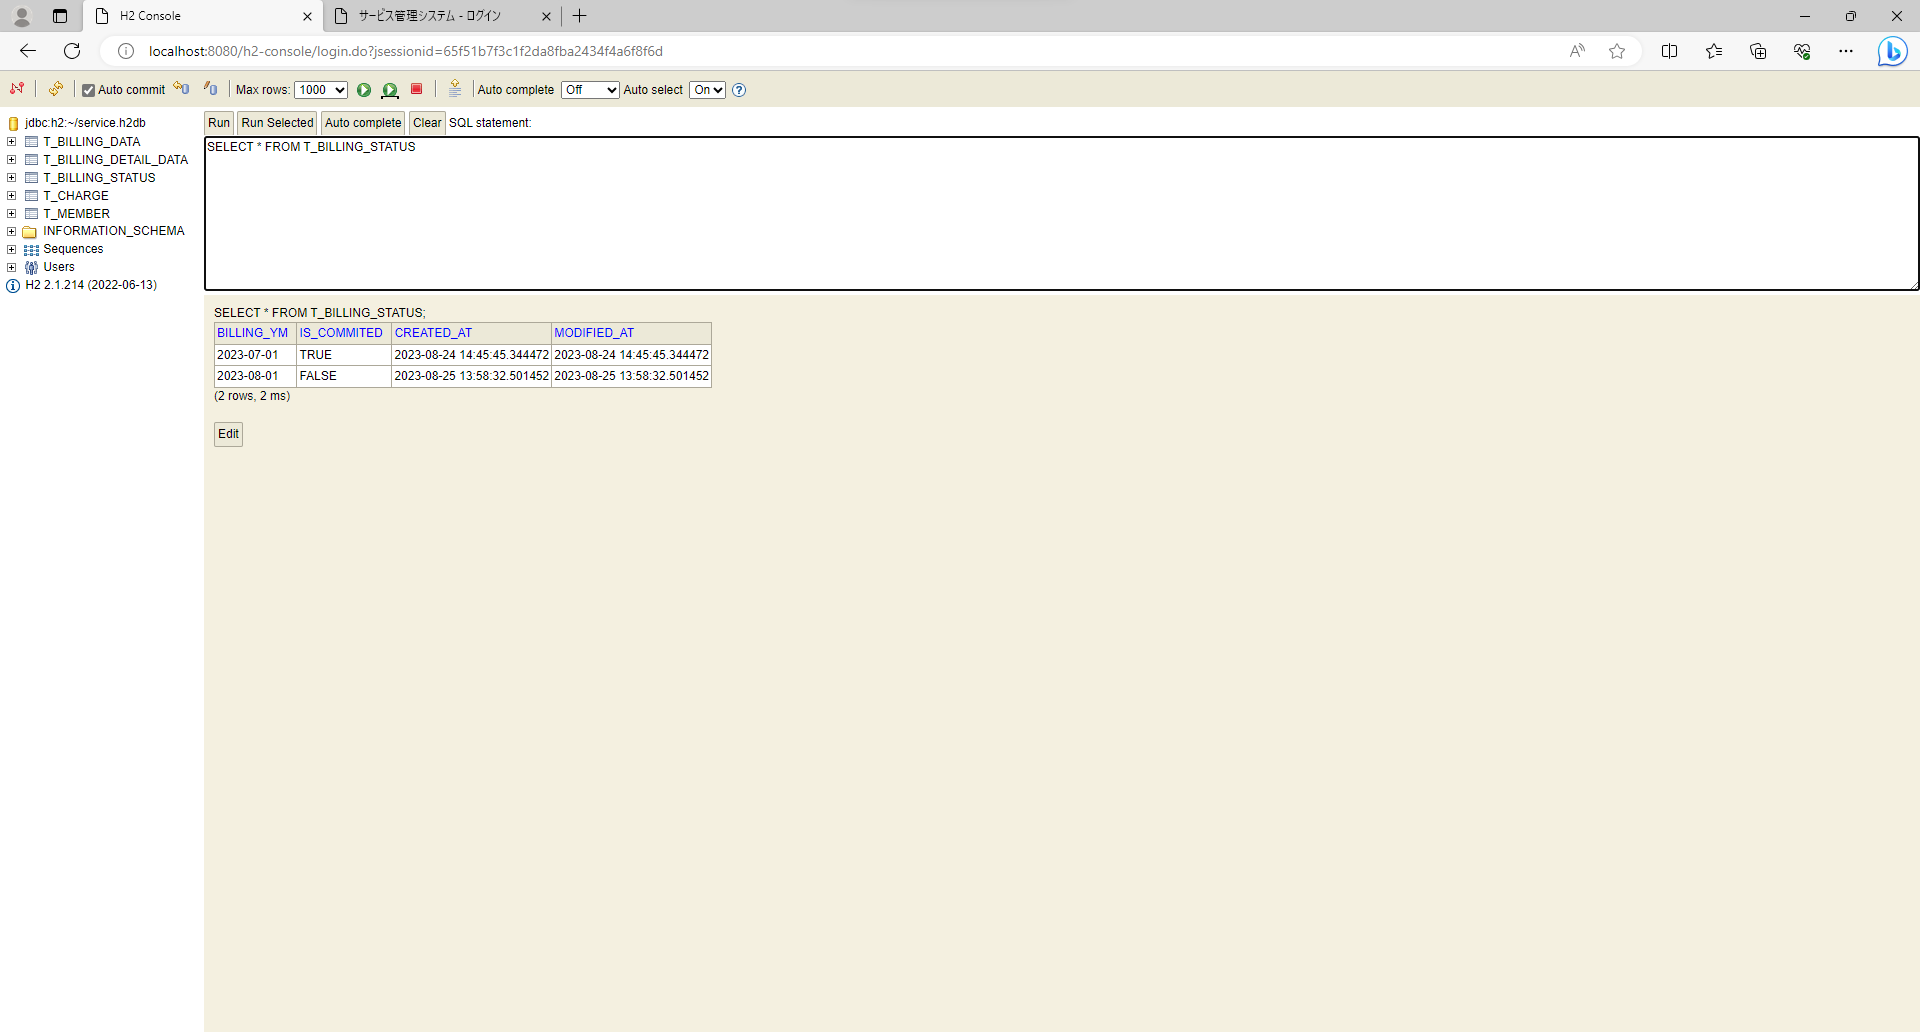 H2 Console
サービス管理システム - ログイン
localhost:8080/h2-console/login.do?jsessionid=65f51b7f3c1f2da8fba2434f4a6f8f6d
Auto commit Max rows: 1000 Auto complete Off Auto select On
jdbc:h2:~/service.h2db
T_BILLING_DATA
T_BILLING_DETAIL_DATA
T_BILLING_STATUS
T_CHARGE
T_MEMBER
INFORMATION_SCHEMA
Sequences
Users
H2 2.1.214 (2022-06-13)
Run Run Selected Auto complete Clear SQL statement:
SELECT * FROM T_BILLING_STATUS
SELECT * FROM T_BILLING_STATUS;
BILLING_YM IS_COMMITED CREATED_AT MODIFIED_AT
2023-07-01 TRUE 2023-08-24 14:45:45.344472 2023-08-24 14:45:45.344472
2023-08-01 FALSE 2023-08-25 13:58:32.501452 2023-08-25 13:58:32.501452
(2 rows, 2 ms)
Edit